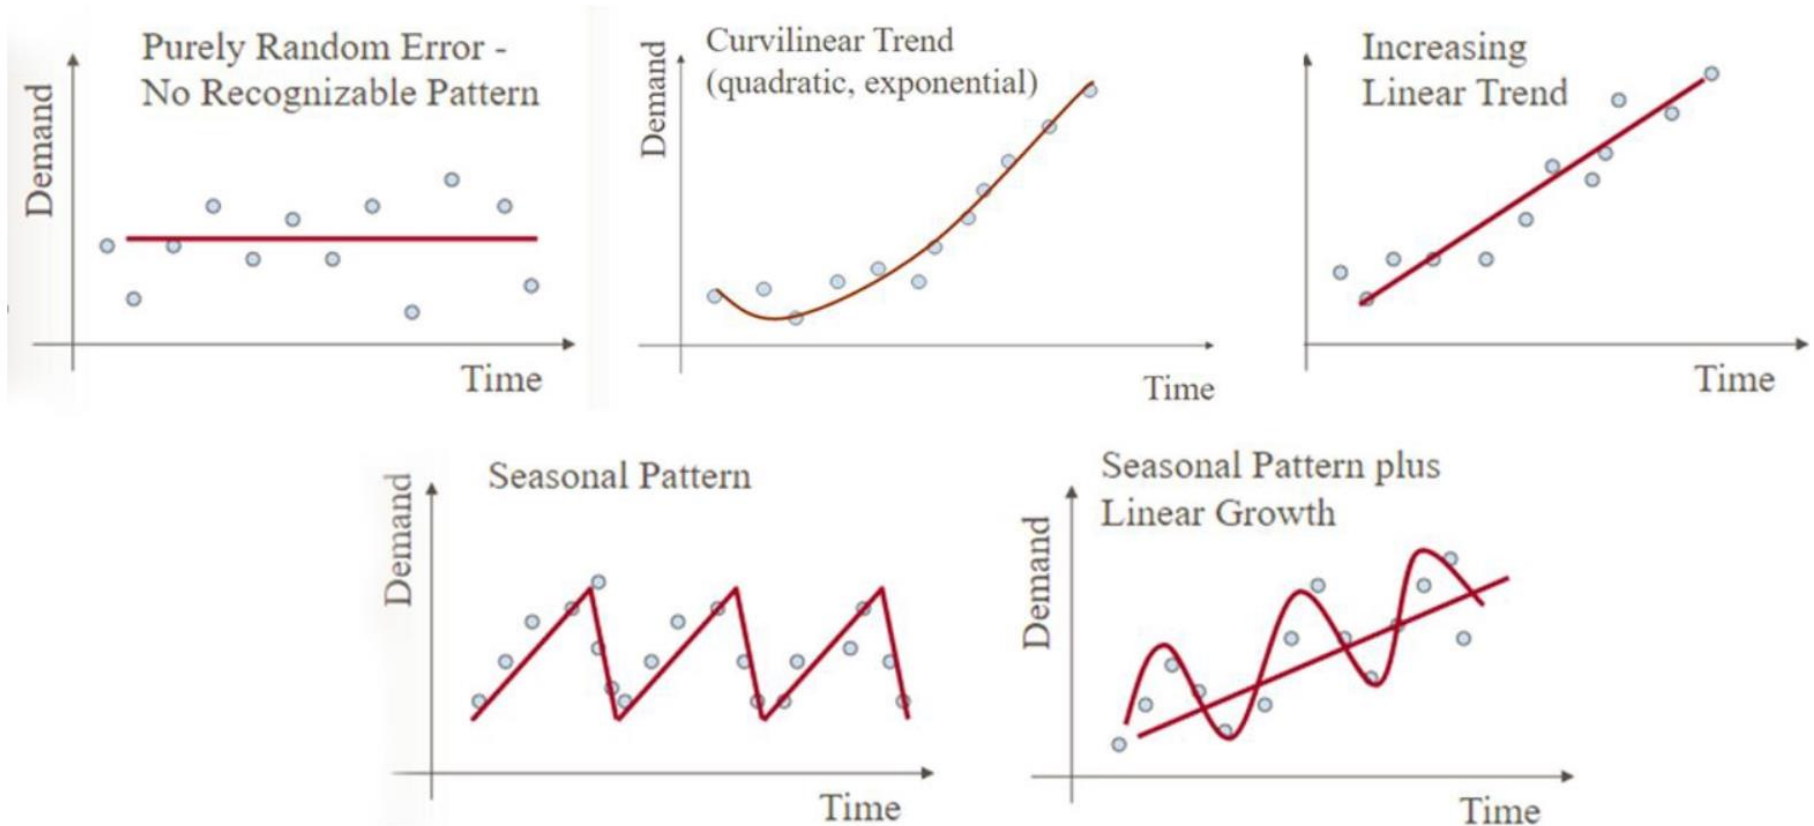 Purely Random Error -
No Recognizable Pattern
Demand
Time
Curvilinear Trend
(quadratic, exponential)
Demand
Time
Increasing
Linear Trend
Time
Seasonal Pattern
Demand
Time
Seasonal Pattern plus
Linear Growth
Demand
Time